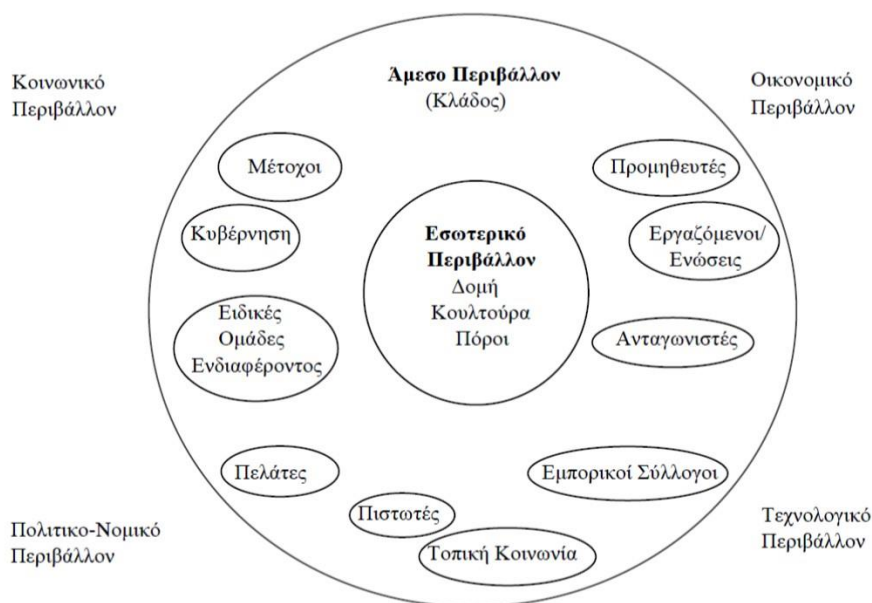 Κοινωνικό
Περιβάλλον
Άμεσο Περιβάλλον
(Κλάδος)
Οικονομικό
Περιβάλλον
Μέτοχοι
Προμηθευτές
Κυβέρνηση
Εσωτερικό
Περιβάλλον
Δομή
Κουλτούρα
Πόροι
Εργαζόμενοι/
Ενώσεις
Ειδικές
Ομάδες
Ενδιαφέροντος
Ανταγωνιστές
Πελάτες
Εμπορικοί Σύλλογοι
Πιστωτές
Τοπική Κοινωνία
Πολιτικο-Νομικό
Περιβάλλον
Τεχνολογικό
Περιβάλλον